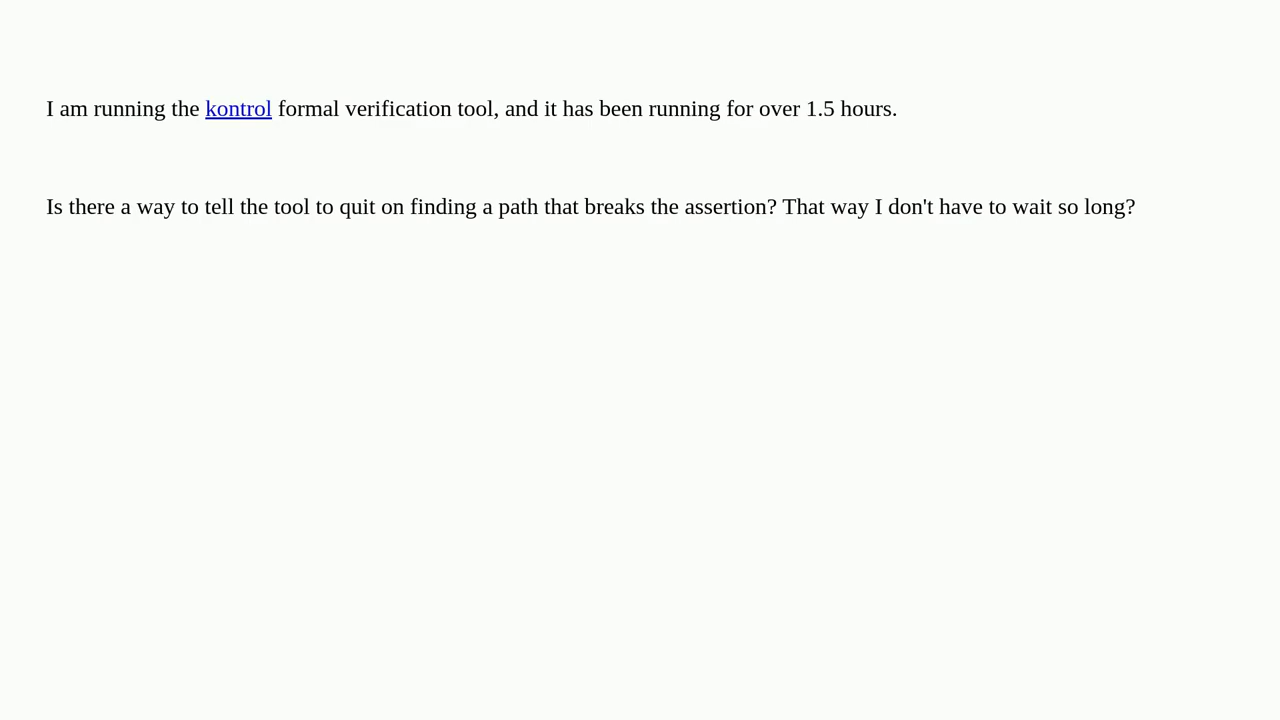 I am running the kontrol formal verification tool, and it has been running for over 1.5 hours.
Is there a way to tell the tool to quit on finding a path that breaks the assertion? That way I don't have to wait so long?